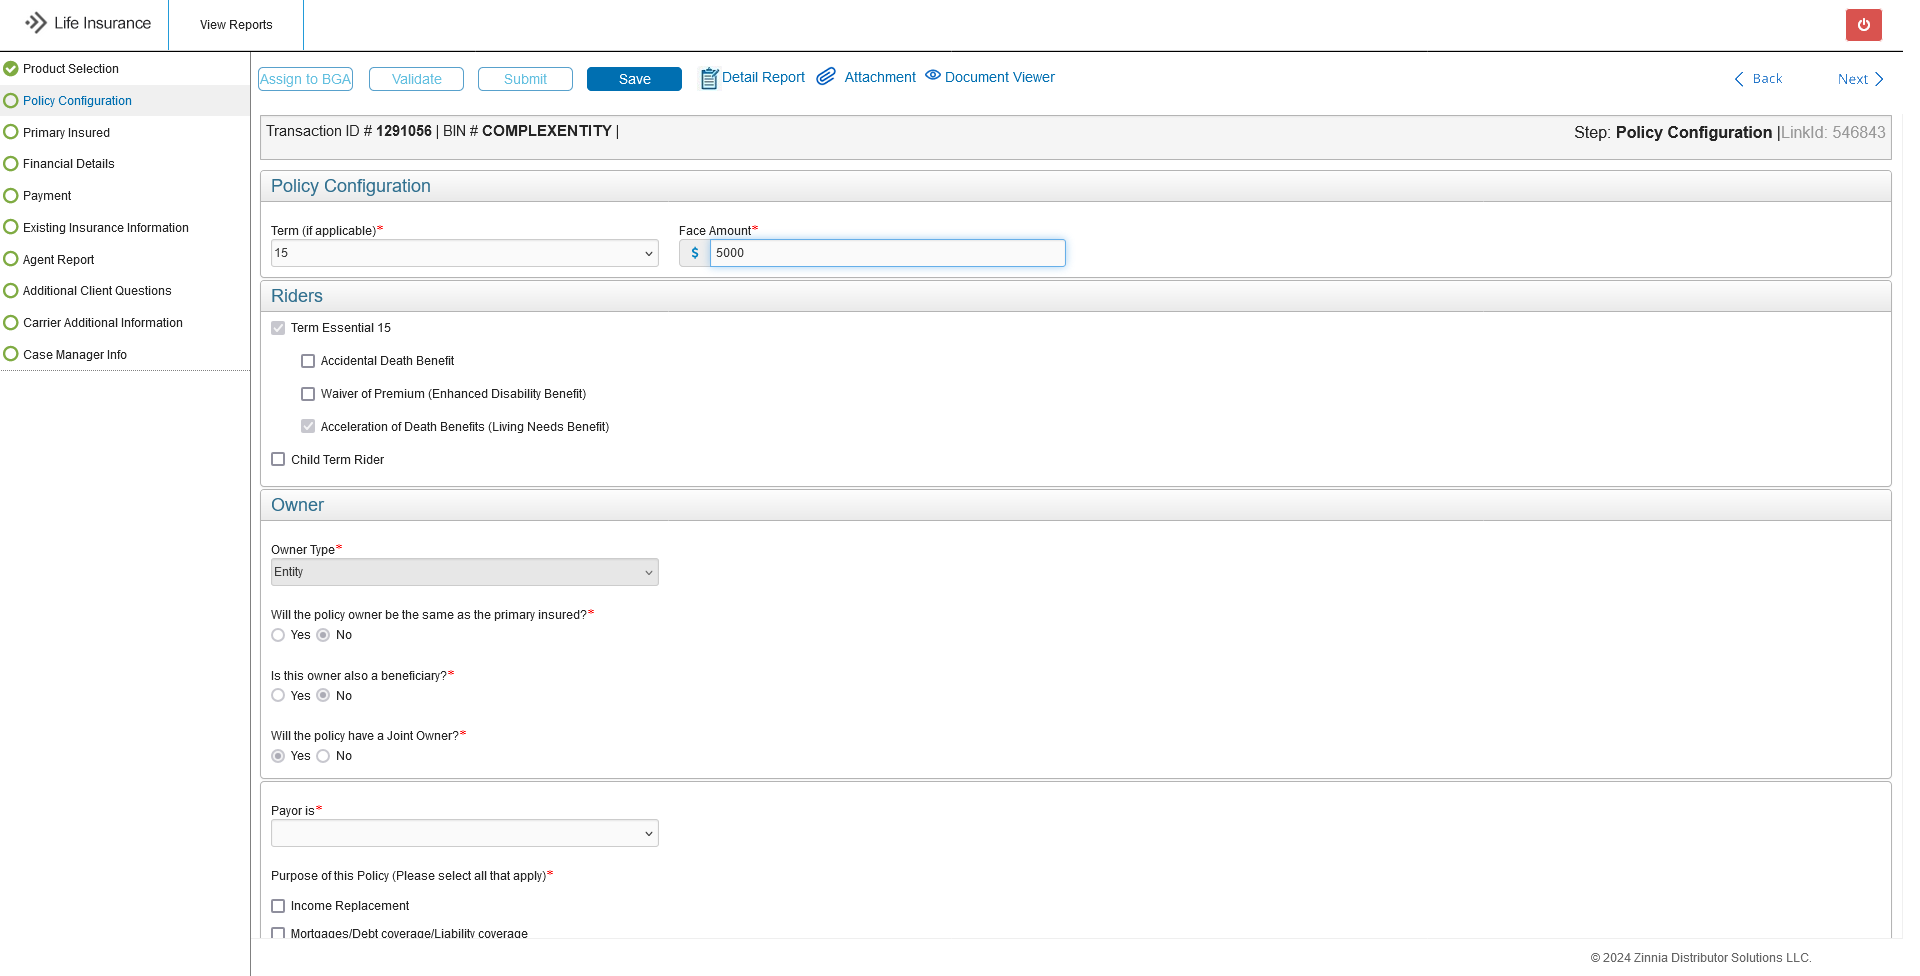 Life Insurance
View Reports
Product Selection
Policy Configuration
Primary Insured
Financial Details
Payment
Existing Insurance Information
Agent Report
Additional Client Questions
Carrier Additional Information
Case Manager Info
Assign to BGA Validate Submit Save Detail Report Attachment Document Viewer Back Next
Transaction ID # 1291056 | BIN # COMPLEXENTITY |
Step: Policy Configuration |LinkId: 546843
Policy Configuration
Term (if applicable)* Face Amount*
15 $ 5000
Riders
Term Essential 15
Accidental Death Benefit
Waiver of Premium (Enhanced Disability Benefit)
Acceleration of Death Benefits (Living Needs Benefit)
Child Term Rider
Owner
Owner Type*
Entity
Will the policy owner be the same as the primary insured?*
Yes No
Is this owner also a beneficiary?*
Yes No
Will the policy have a Joint Owner?*
Yes No
Payor is*
Purpose of this Policy (Please select all that apply)*
Income Replacement
Mortgages/Debt coverage/Liability coverage
© 2024 Zinnia Distributor Solutions LLC.